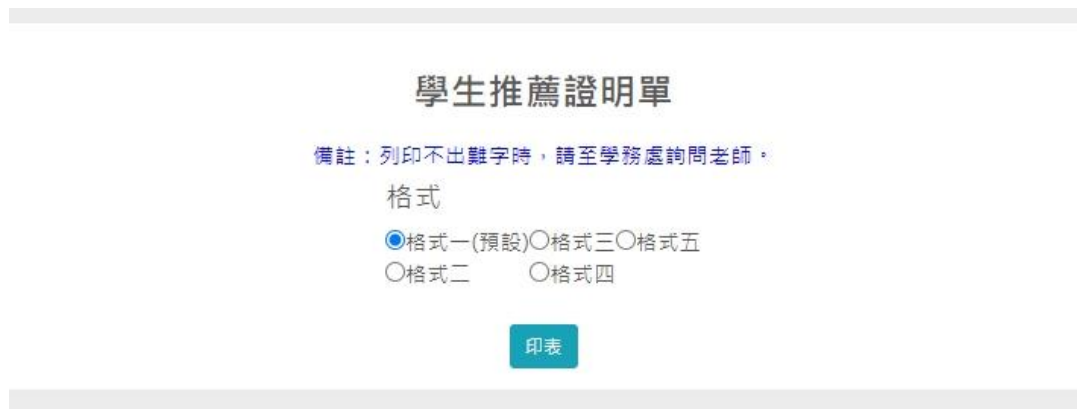 學生推薦證明單
備註：列印不出難字時，請至學務處詢問老師。
格式
格式一(預設)格式三格式五
格式二 格式四
印表